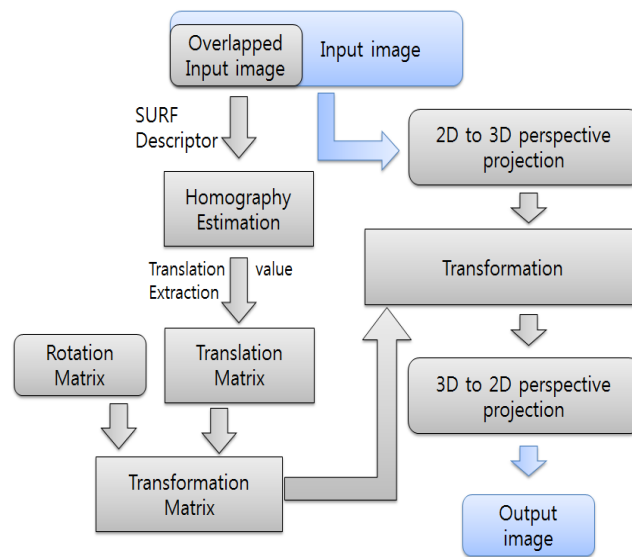 Overlapped
Input image
Input image
SURF
Descriptor
2D to 3D perspective
projection
Homography
Estimation
Translation value
Extraction
Transformation
Rotation
Matrix
Translation
Matrix
3D to 2D perspective
projection
Transformation
Matrix
Output
image